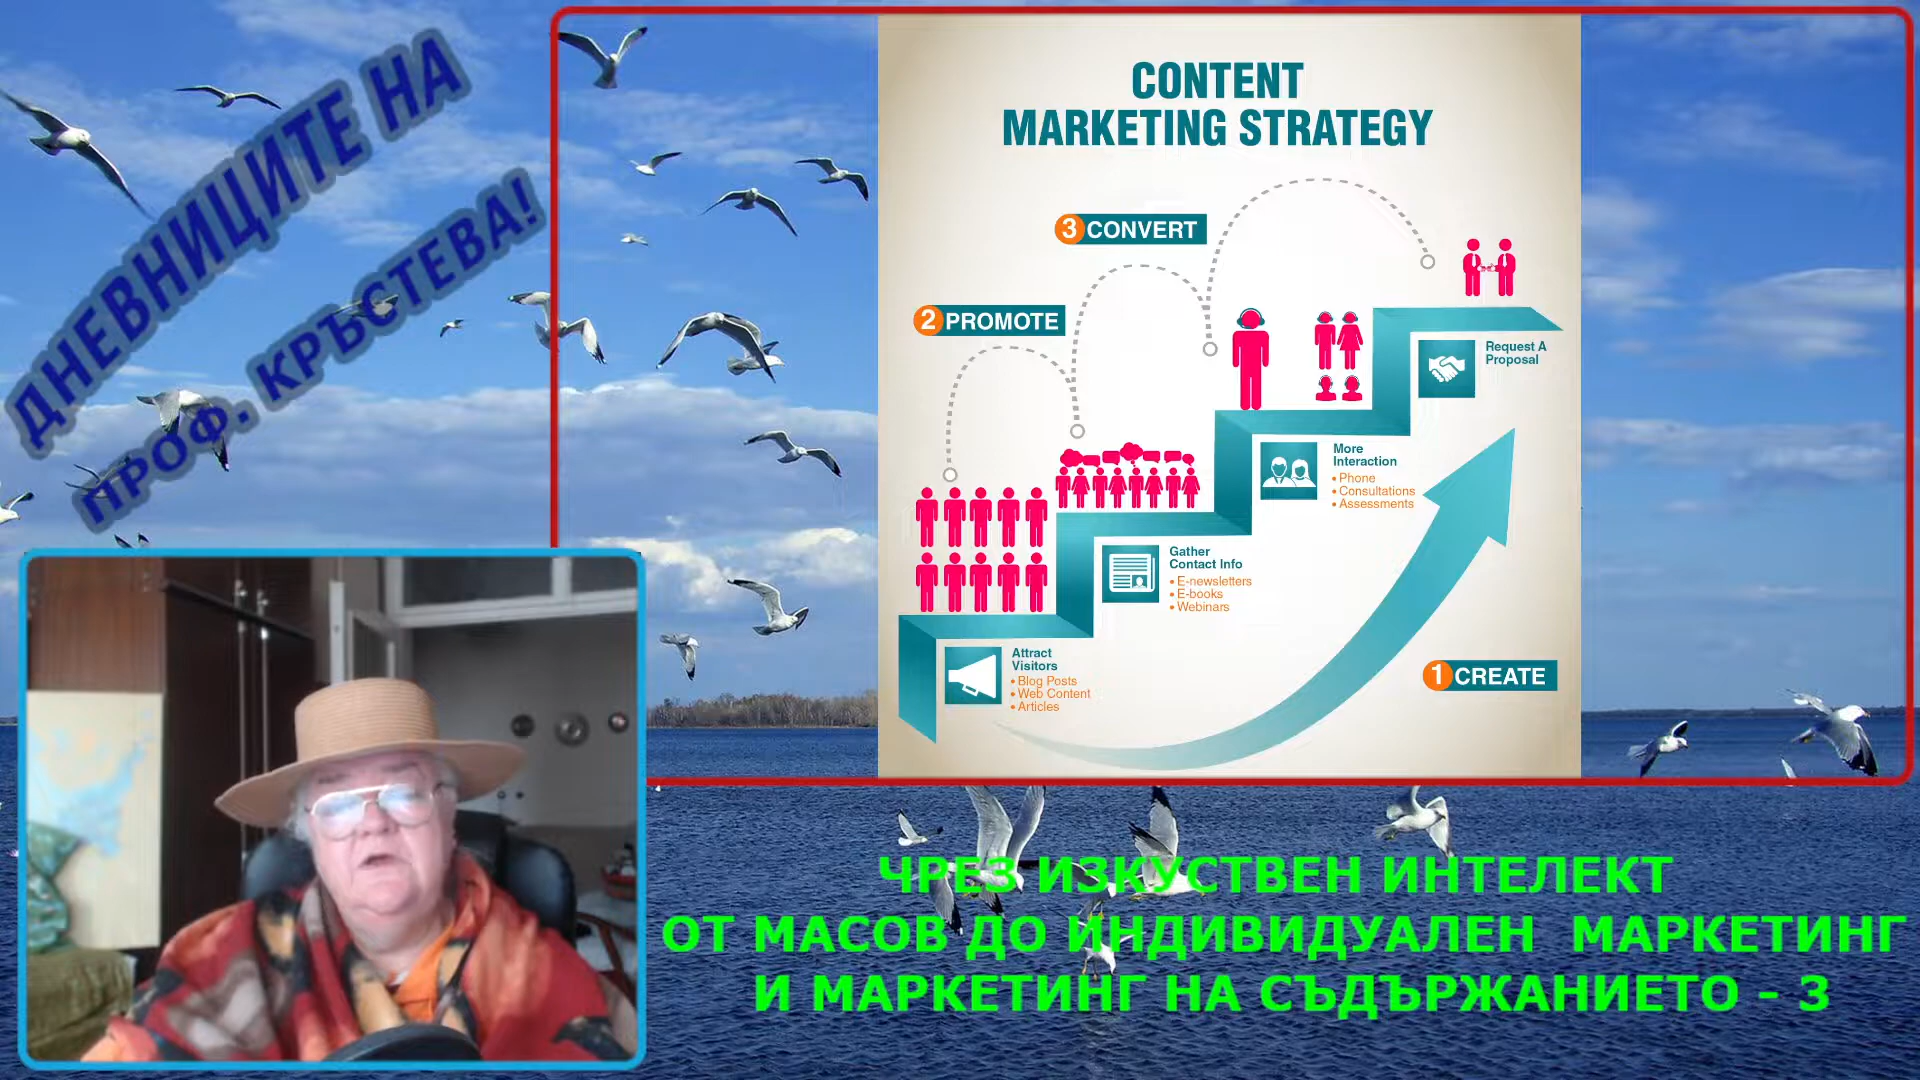 ДНЕВНИЦИТЕ НА
ПРОФ. КРЪСТЕВА!
CONTENT
MARKETING STRATEGY
3 CONVERT
2 PROMOTE
Request A
Proposal
More
Interaction
• Phone
• Consultations
• Assessments
Gather
Contact Info
• E-newsletters
• E-books
• Webinars
Attract
Visitors
• Blog Posts
• Web Content
• Articles
1 CREATE
ЧРЕЗ ИЗКУСТВЕН ИНТЕЛЕКТ
ОТ МАСОВ ДО ИНДИВИДУАЛЕН МАРКЕТИНГ
И МАРКЕТИНГ НА СЪДЪРЖАНИЕТО - 3